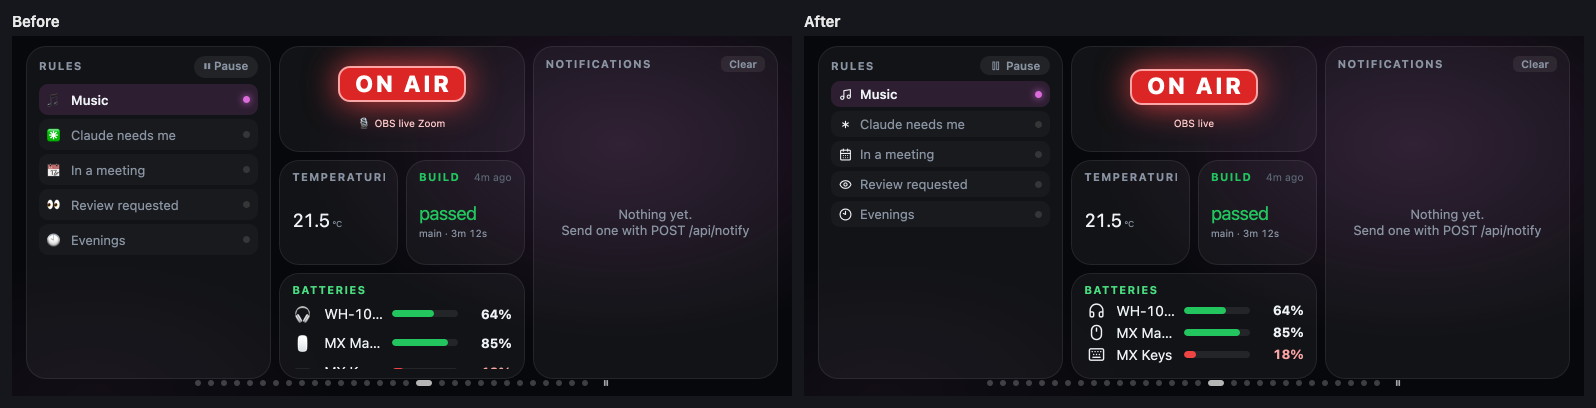 Before
RULES
Pause
Music
Claude needs me
In a meeting
Review requested
Evenings
ON AIR
OBS live Zoom
TEMPERATURI
21.5 °C
BUILD 4m ago
passed
main · 3m 12s
BATTERIES
WH-10... 64%
MX Ma... 85%
NOTIFICATIONS Clear
Nothing yet.
Send one with POST /api/notify
After
RULES
Pause
Music
Claude needs me
In a meeting
Review requested
Evenings
ON AIR
OBS live
TEMPERATURI
21.5 °C
BUILD 4m ago
passed
main · 3m 12s
BATTERIES
WH-10... 64%
MX Ma... 85%
MX Keys 18%
NOTIFICATIONS Clear
Nothing yet.
Send one with POST /api/notify